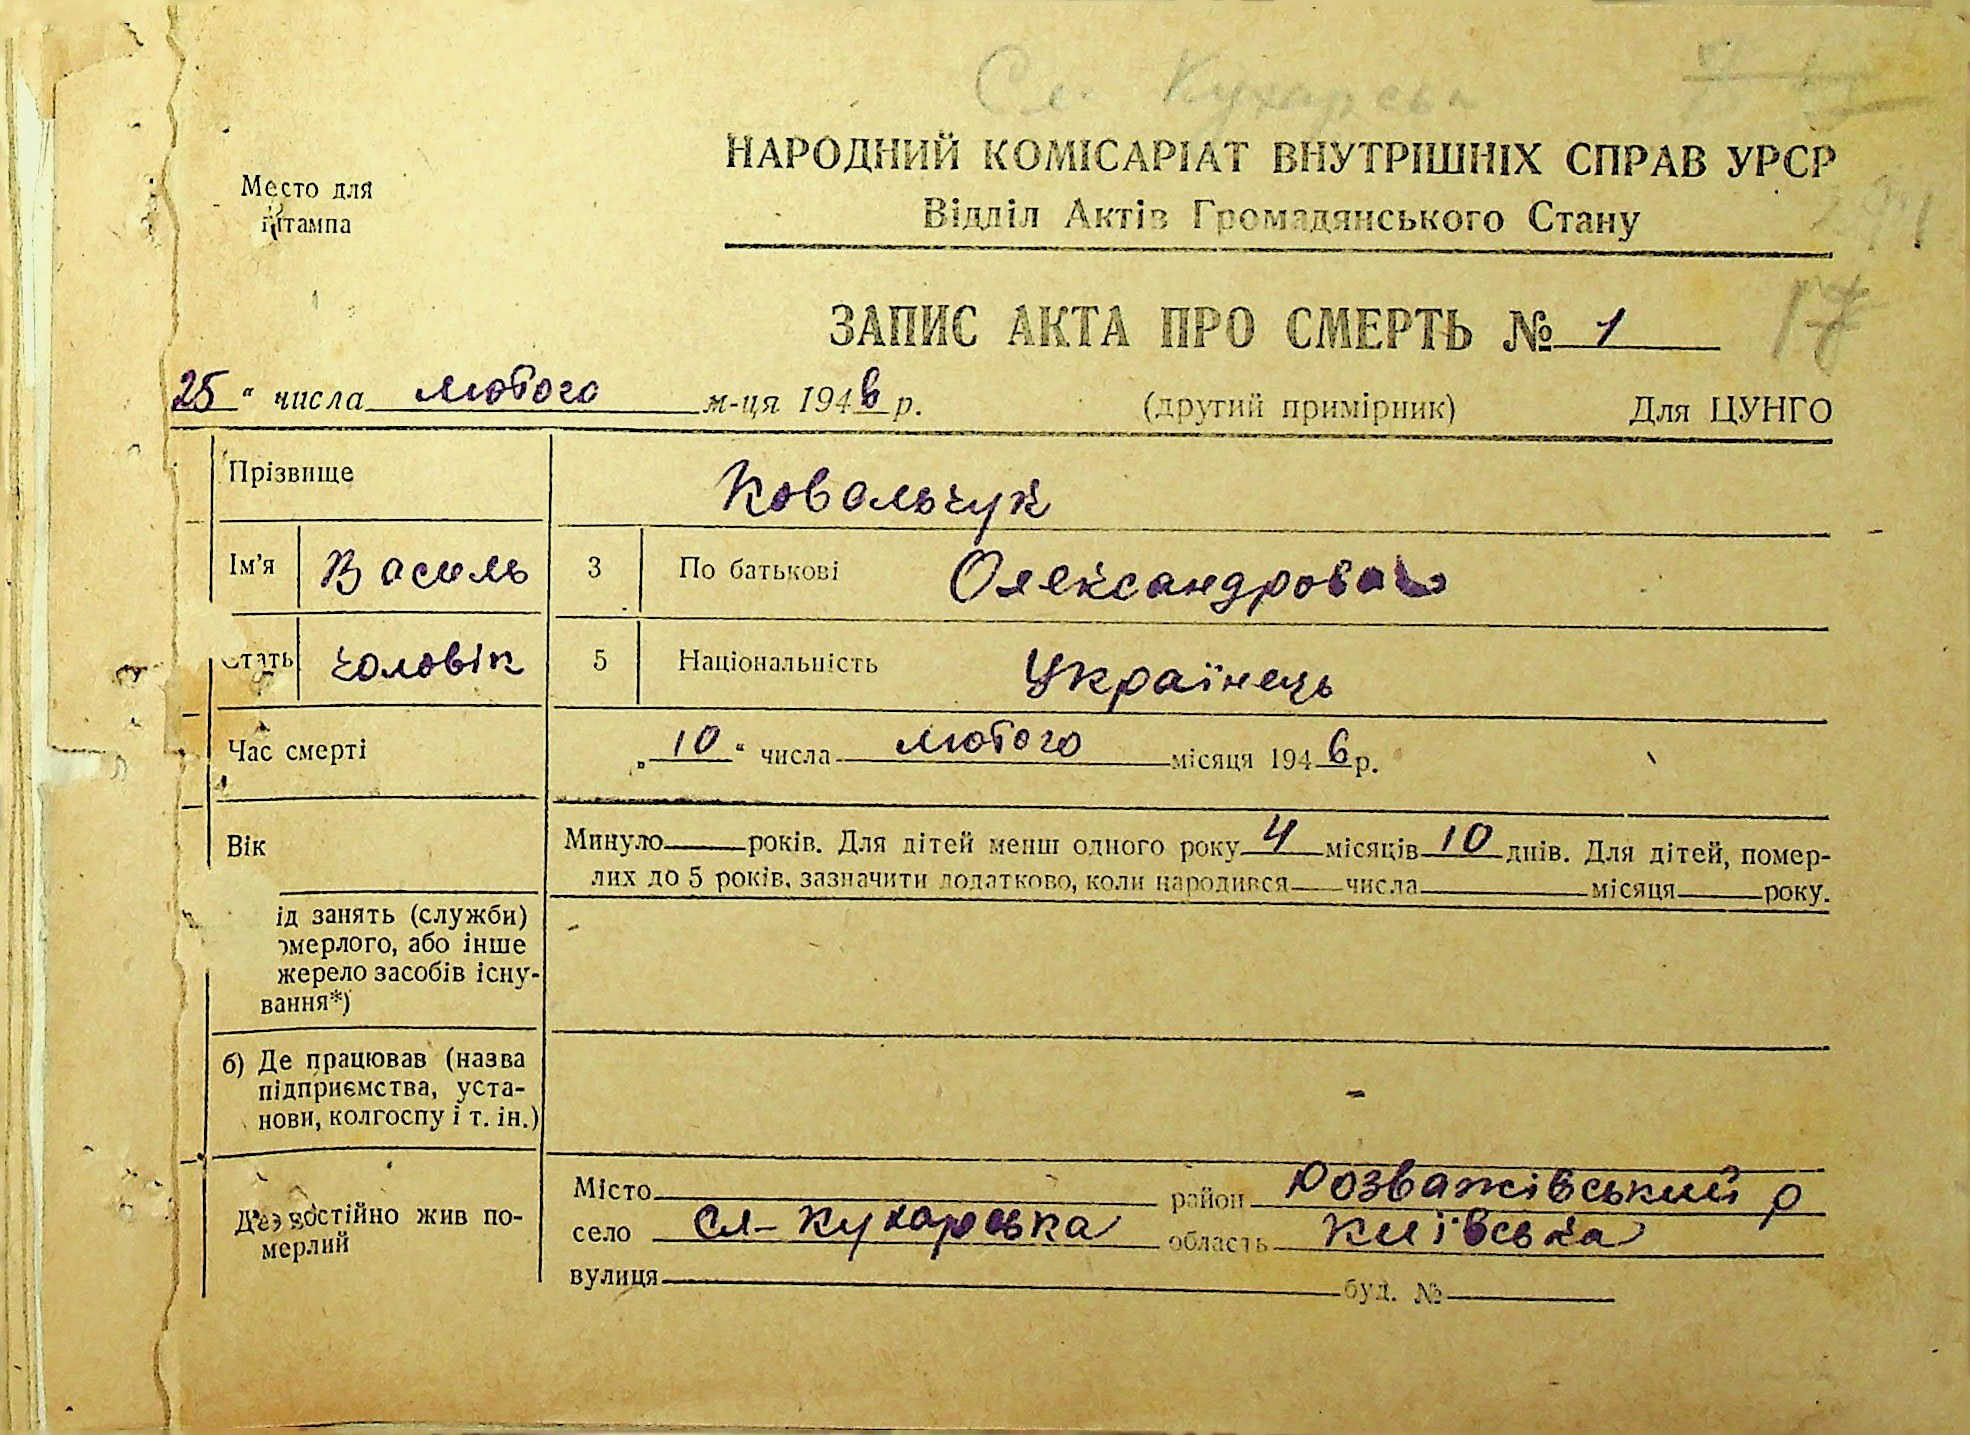 Сл. Кухарськ
НАРОДНИЙ КОМІСАРІАТ ВНУТРІШНІХ СПРАВ УРСР
Место для
штампа
Відділ Актів Громадянського Стану
ЗАПИС АКТА ПРО СМЕРТЬ № 1
17
25 " числа лютого м-ця 1946 р. (другий примірник) Для ЦУНГО
Прізвище Ковальчук
Ім'я Василь 3 По батькові Олександрова
Стать чоловік 5 Національність Українець
Час смерті „ 10 " числа лютого місяця 1946 р.
Вік Минуло років. Для дітей менш одного року 4 місяців 10 днів. Для дітей, помер-
лих до 5 років, зазначити додатково, коли народився числа місяця року.
ід занять (служби)
омерлого, або інше
жерело засобів існу-
вання*)
-
б) Де працював (назва
підприємства, уста-
нови, колгоспу і т. ін.)
-
Де постійно жив по-
мерлий
Місто район Розважівський р
село сл-Кухарська область Київська
вулиця буд. №